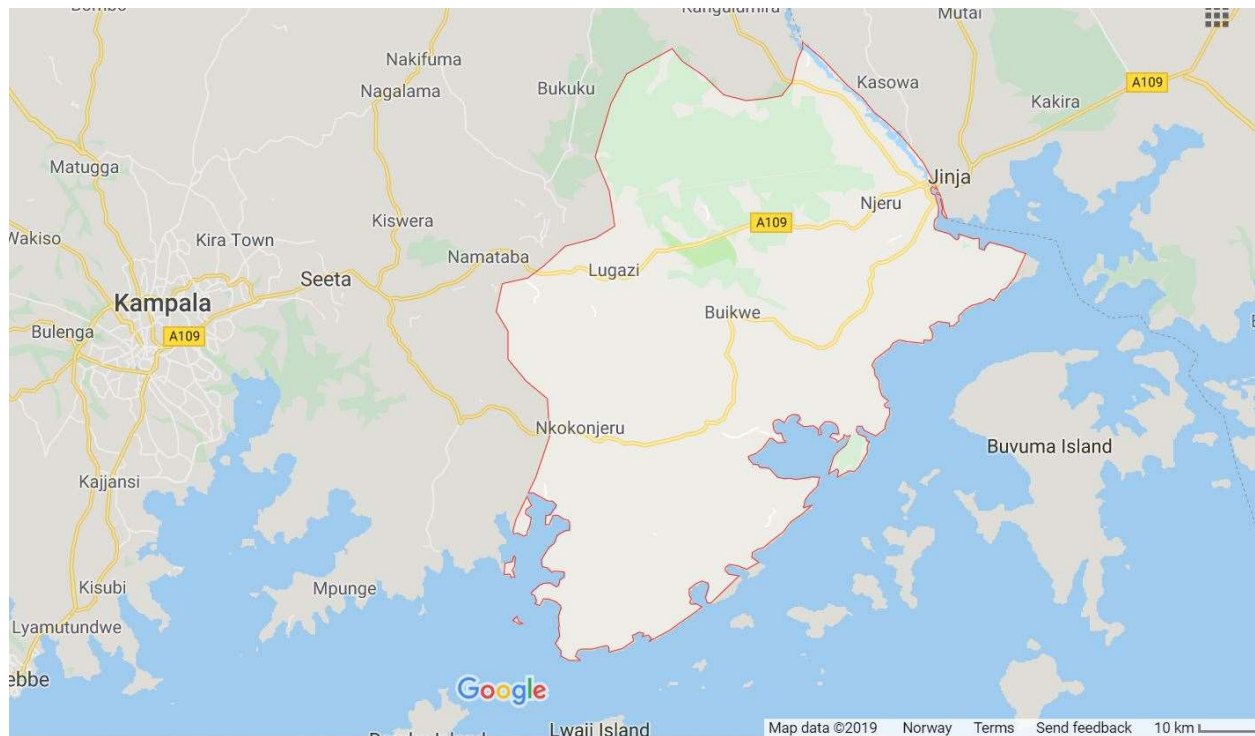 Mutai
Nakifuma
Kasowa
Bukuku
A109
Nagalama
Kakira
Matugga
Jinja
Njeru
Kiswera
A109
Wakiso
Kira Town
Namataba
Lugazi
Seeta
Kampala
Buikwe
Bulenga
A109
Nkokonjeru
Buvuma Island
Kajjansi
Kisubi
Mpunge
Lyamutundwe
ebbe
Google
Lwaji Island
Map data ©2019 Norway Terms Send feedback 10 km